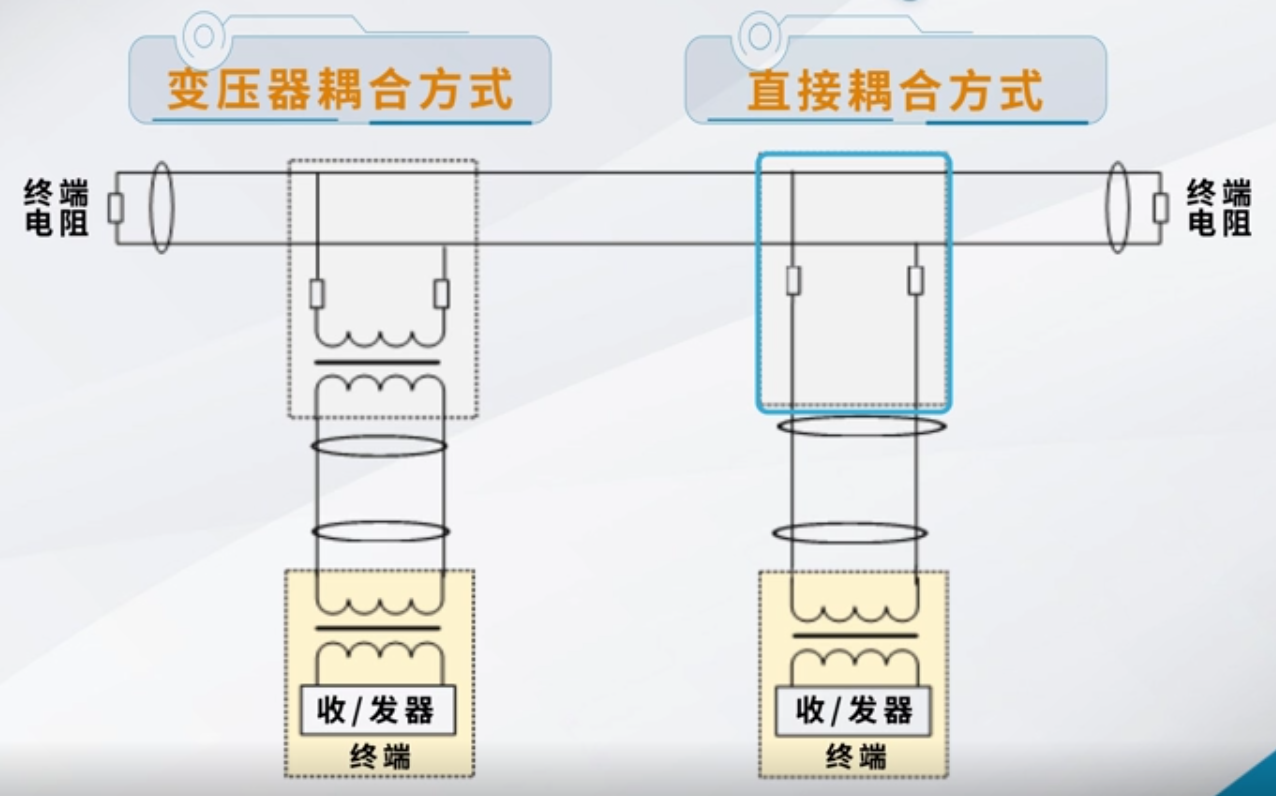 变压器耦合方式
直接耦合方式
终端
电阻
终端
电阻
收/发器
终端
收/发器
终端